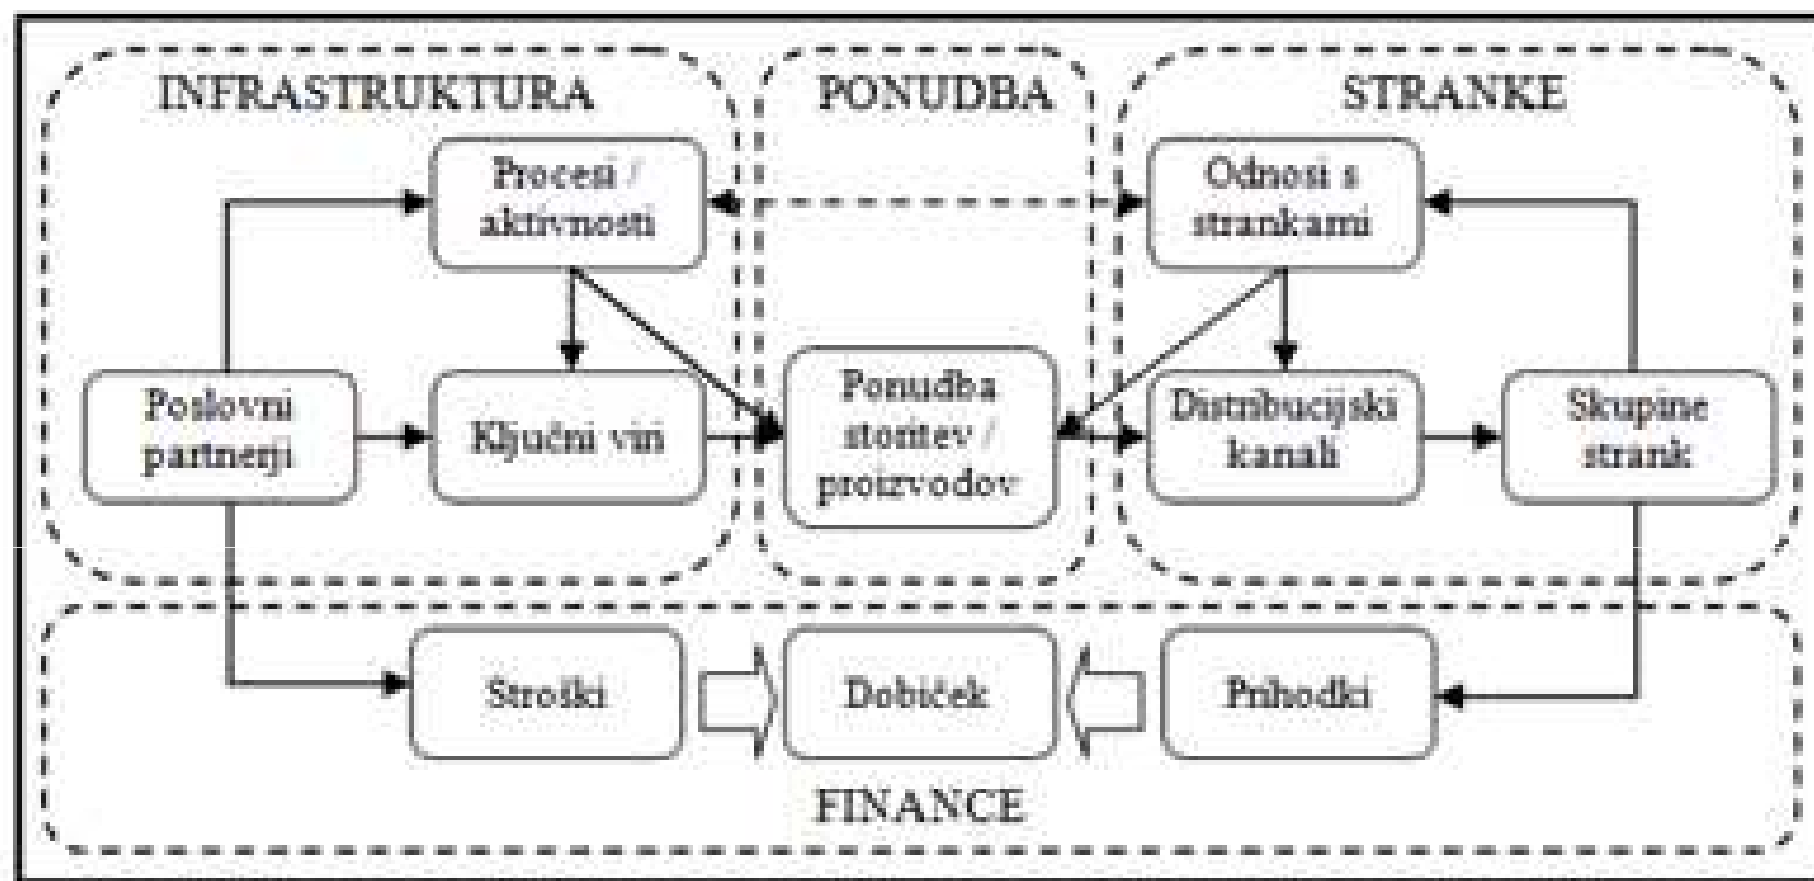 INFRASTRUKTURA
PONUDBA
STRANKE
Procesi /
aktivnosti
Odnosi s
strankami
Poslovni
partnerji
Ključni viri
Ponudba
storitev /
proizvodov
Distribucijski
kanali
Skupine
strank
Stroški
Dobiček
Prihodki
FINANCE